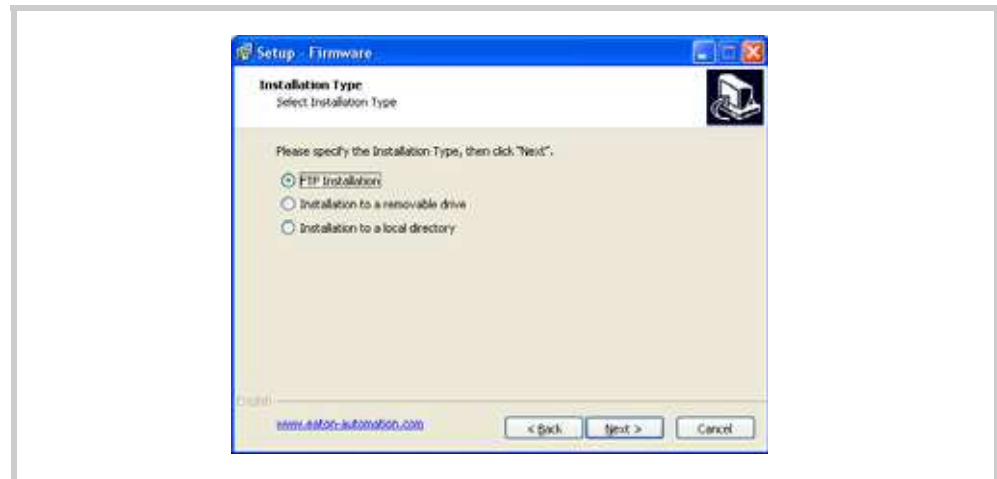 Setup - Firmware
Installation Type
Select Installation Type
Please specify the Installation Type, then click "Next".
FTP Installation
Installation to a removable drive
Installation to a local directory
English
www.eaton-automation.com
< Back
Next >
Cancel